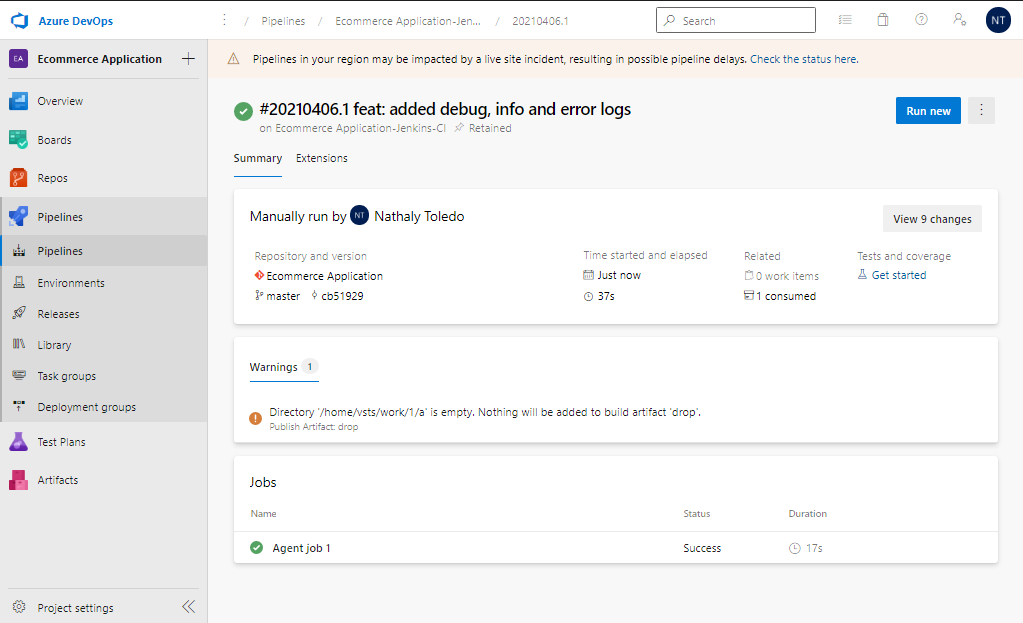 Azure DevOps
/ Pipelines / Ecommerce Application-Jen... / 20210406.1
Search
NT
EA Ecommerce Application
Overview
Boards
Repos
Pipelines
Pipelines
Environments
Releases
Library
Task groups
Deployment groups
Test Plans
Artifacts
Project settings
Pipelines in your region may be impacted by a live site incident, resulting in possible pipeline delays. Check the status here.
#20210406.1 feat: added debug, info and error logs
on Ecommerce Application-Jenkins-CI Retained
Run new
Summary Extensions
Manually run by NT Nathaly Toledo
View 9 changes
Repository and version Time started and elapsed Related Tests and coverage
Ecommerce Application Just now 0 work items Get started
master cb51929 37s 1 consumed
Warnings 1
Directory '/home/vsts/work/1/a' is empty. Nothing will be added to build artifact 'drop'.
Publish Artifact: drop
Jobs
Name Status Duration
Agent job 1 Success 17s